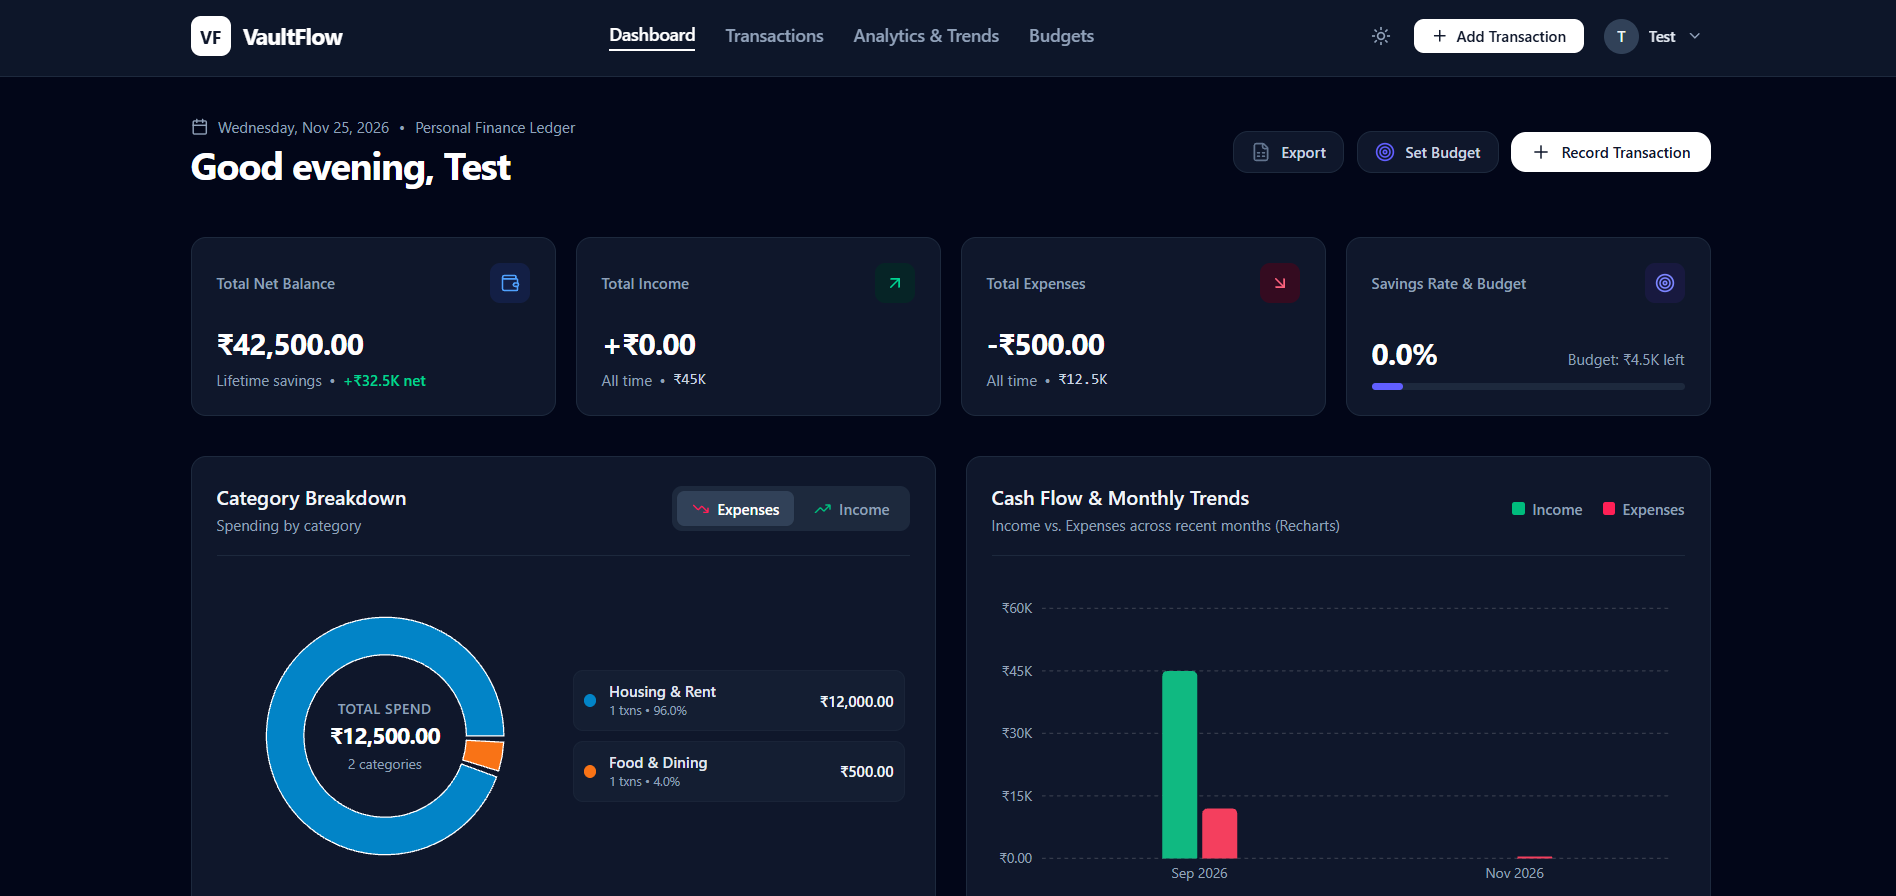 VF VaultFlow Dashboard Transactions Analytics & Trends Budgets Add Transaction T Test
Wednesday, Nov 25, 2026 • Personal Finance Ledger
Good evening, Test
Export Set Budget Record Transaction
Total Net Balance
₹42,500.00
Lifetime savings • +₹32.5K net
Total Income
+₹0.00
All time • ₹45K
Total Expenses
-₹500.00
All time • ₹12.5K
Savings Rate & Budget
0.0% Budget: ₹4.5K left
Category Breakdown
Spending by category
Expenses Income
TOTAL SPEND
₹12,500.00
2 categories
Housing & Rent
1 txns • 96.0%
₹12,000.00
Food & Dining
1 txns • 4.0%
₹500.00
Cash Flow & Monthly Trends
Income vs. Expenses across recent months (Recharts)
Income Expenses
₹60K
₹45K
₹30K
₹15K
₹0.00
Sep 2026 Nov 2026